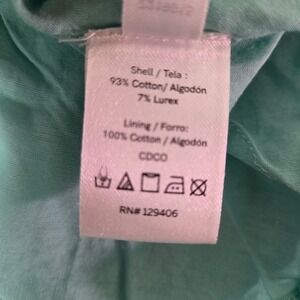 Shell / Tela :
93% Cotton/ Algodón
7% Lurex
Lining / Forro:
100% Cotton / Algodón
CDCO
RN# 129406